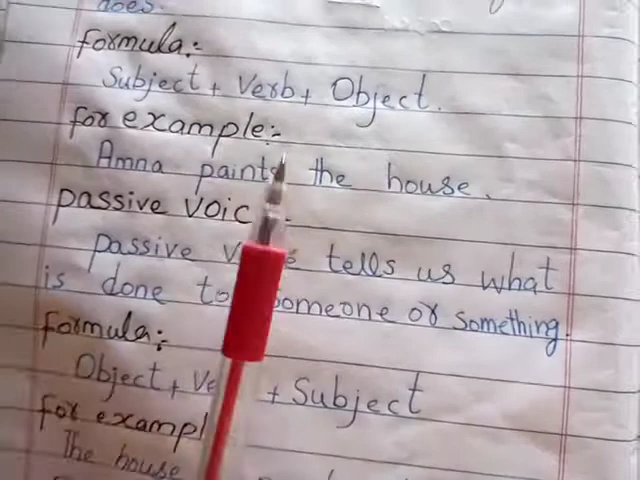 does.
formula:-
Subject + Verb + Object.
for example:-
Amna paints the house.
passive voic
passive tells us what
is done to someone or something.
formula:-
Object + Ve + Subject
for exampl
The house